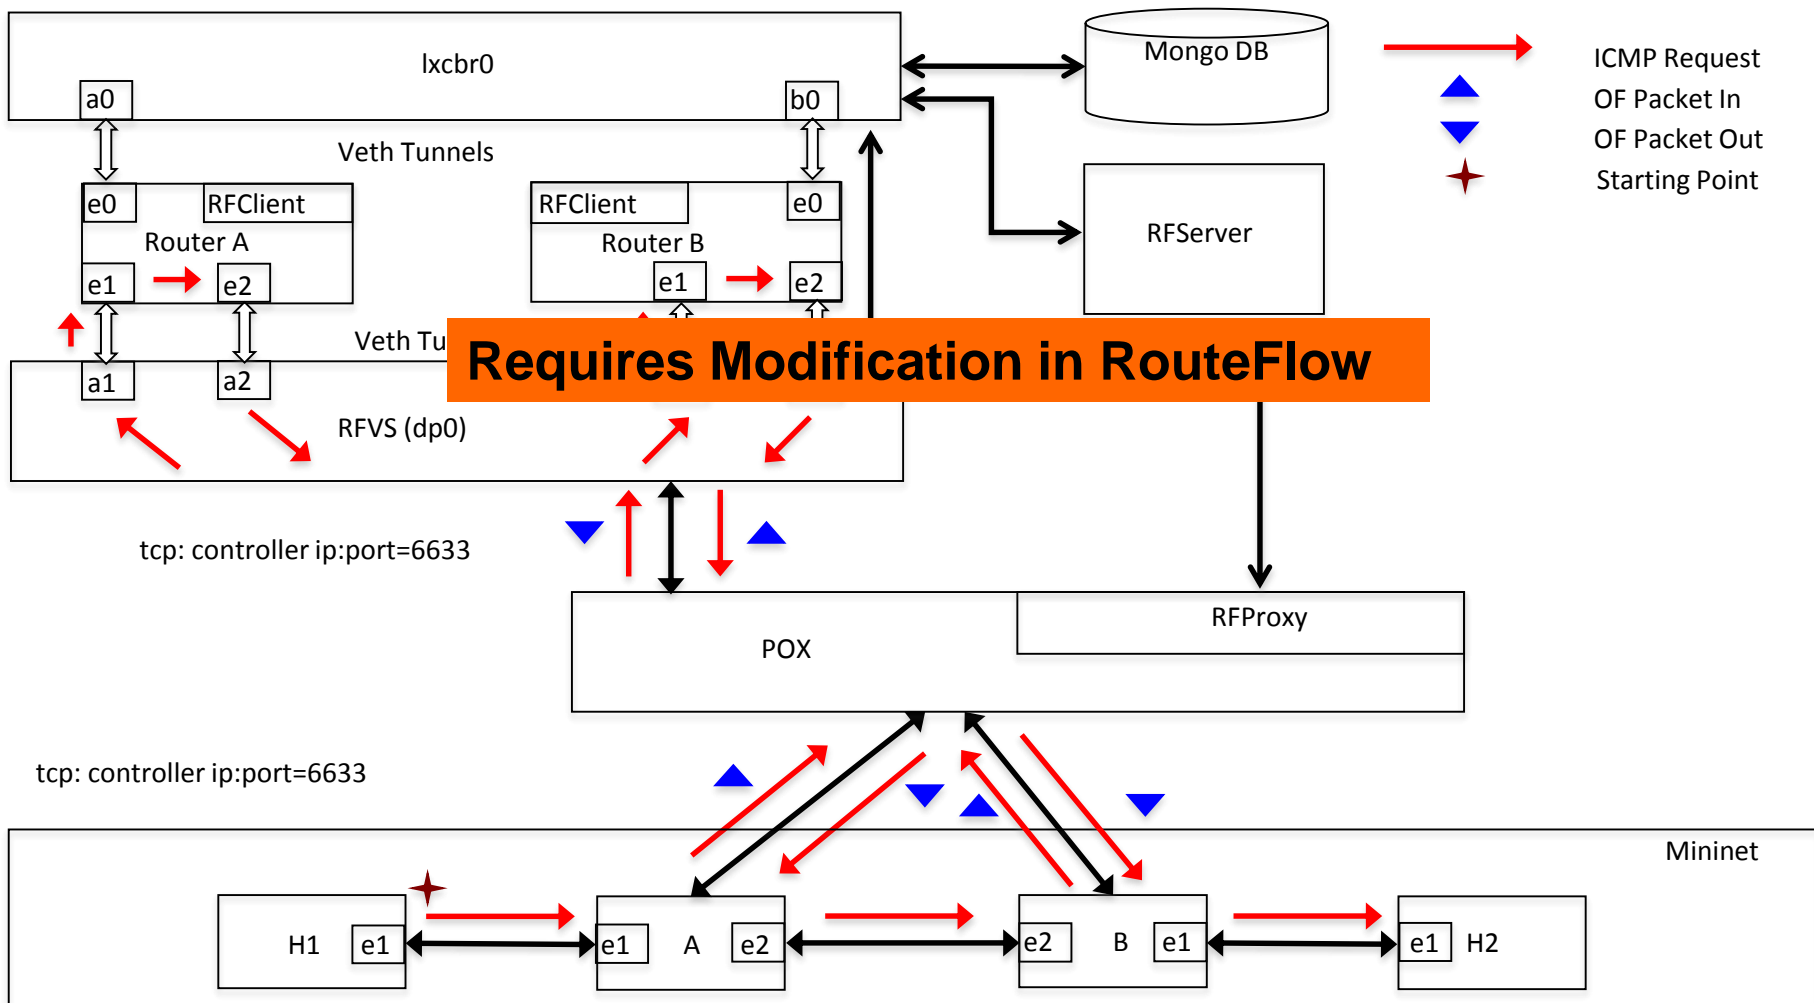 lxcbr0
Mongo DB
ICMP Request
OF Packet In
OF Packet Out
Starting Point
a0
b0
Veth Tunnels
e0
RFClient
RFClient
e0
Router A
Router B
RFServer
e1
e2
e1
e2
Veth Tu
Requires Modification in RouteFlow
a1
a2
RFVS (dp0)
tcp: controller ip:port=6633
RFProxy
POX
tcp: controller ip:port=6633
Mininet
H1
e1
e1
A
e2
e2
B
e1
e1
H2